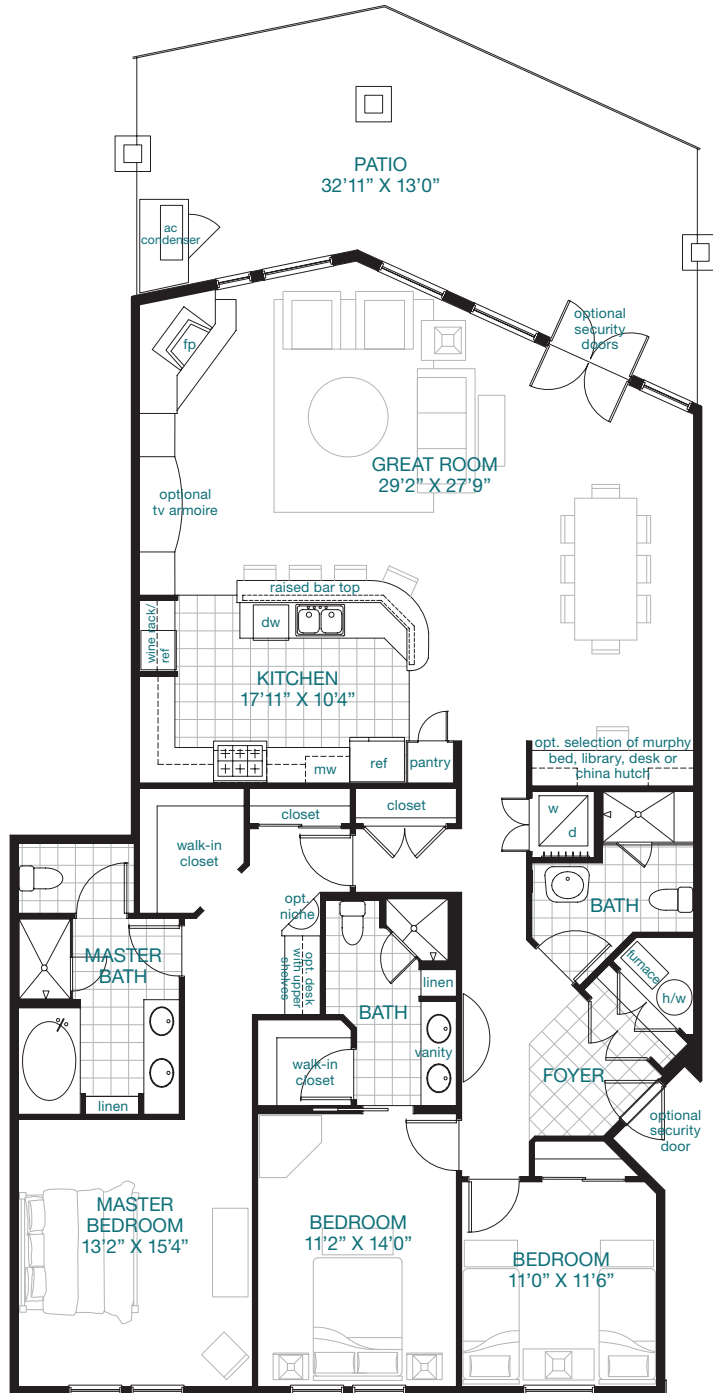 PATIO
32’11” X 13’0”
ac
condenser
optional
security
doors
fp
GREAT ROOM
29’2” X 27’9”
optional
tv armoire
raised bar top
dw
wine rack/
ref
KITCHEN
17’11” X 10’4”
mw
ref
pantry
opt. selection of murphy
bed, library, desk or
china hutch
closet
closet
w
d
walk-in
closet
opt.
niche
BATH
MASTER
BATH
opt. desk
with upper
shelves
linen
furnace
h/w
BATH
vanity
walk-in
closet
FOYER
linen
optional
security
door
MASTER
BEDROOM
13’2” X 15’4”
BEDROOM
11’2” X 14’0”
BEDROOM
11’0” X 11’6”